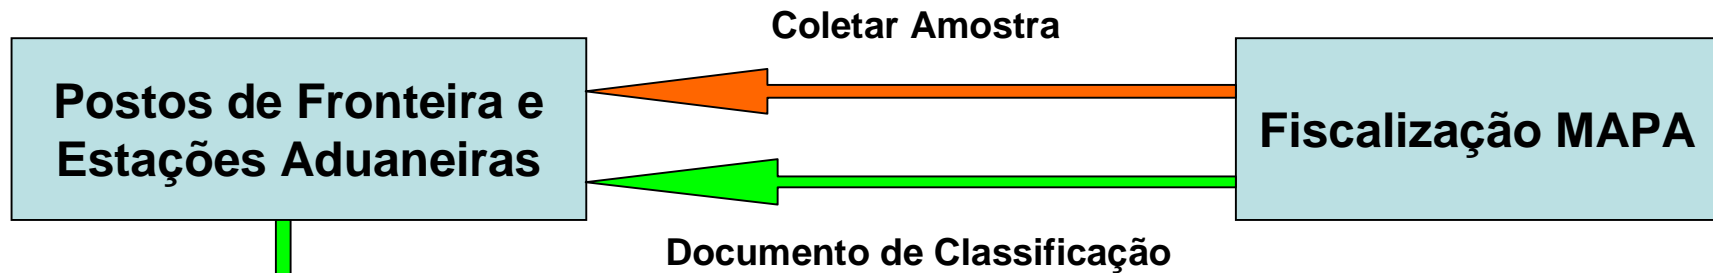 Coletar Amostra
Postos de Fronteira e
Estações Aduaneiras
Fiscalização MAPA
Documento de Classificação